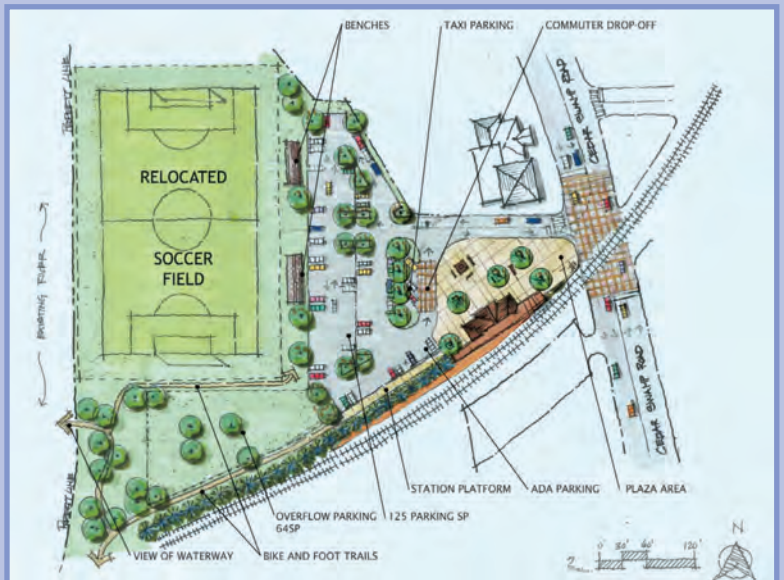 BENCHES
TAXI PARKING
COMMUTER DROP-OFF
CEDAR SWAMP ROAD
RELOCATED
SOCCER
FIELD
EXISTING RIVER
CEDAR SWAMP ROAD
STATION PLATFORM
ADA PARKING
PLAZA AREA
OVERFLOW PARKING
64SP
125 PARKING SP
VIEW OF WATERWAY
BIKE AND FOOT TRAILS
N
0' 30' 60' 120'